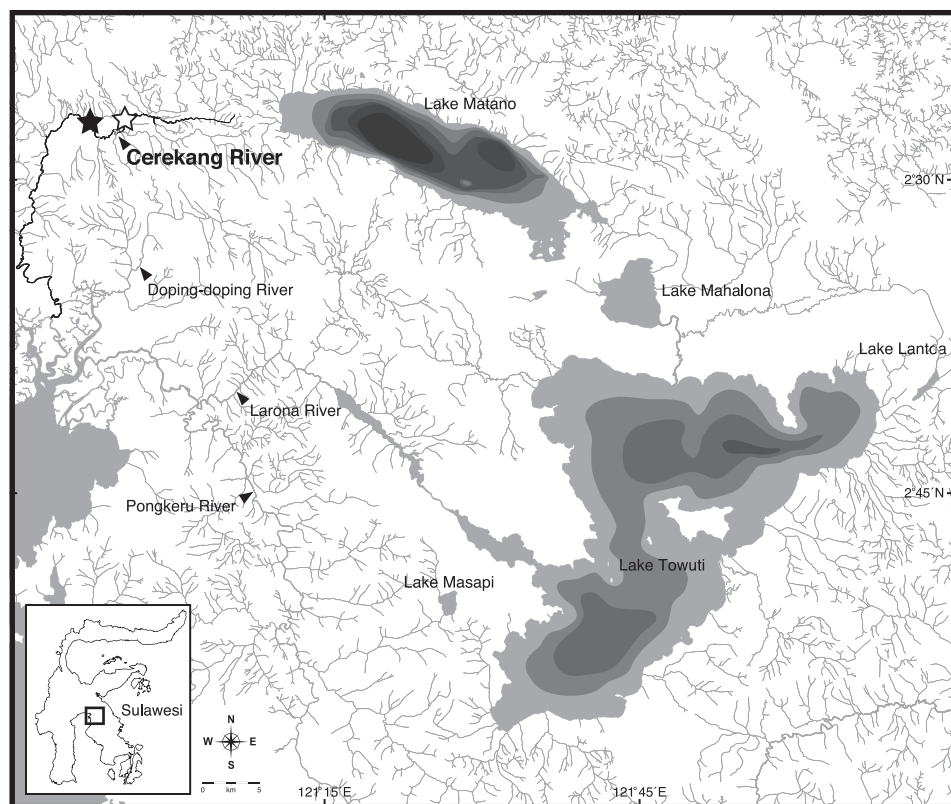 Lake Matano
Cerekang River
2°30´N
Doping-doping River
Lake Mahalona
Lake Lantoa
Larona River
2°45´N
Pongkeru River
Lake Towuti
Lake Masapi
Sulawesi
N
W E
S
0 km 5
121°15´E
121°45´E